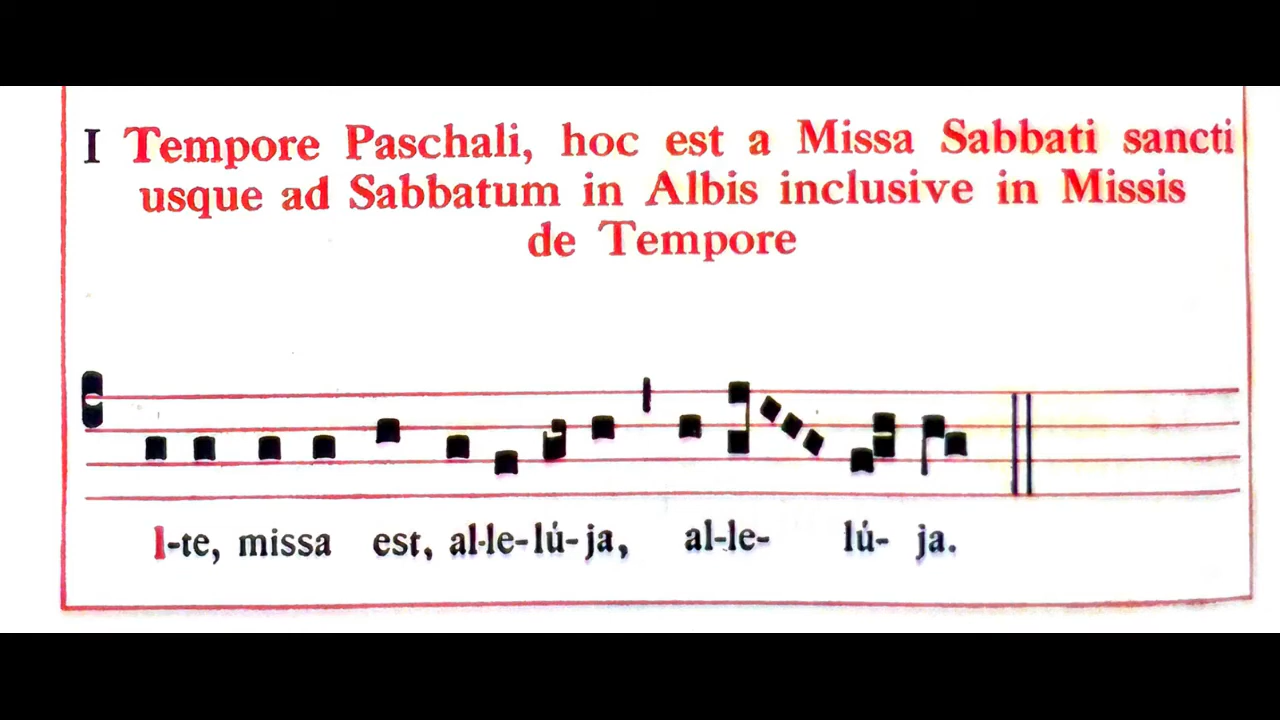 I Tempore Paschali, hoc est a Missa Sabbati sancti
usque ad Sabbatum in Albis inclusive in Missis
de Tempore
I-te, missa est, al-le-lú-ja, al-le- lú- ja.